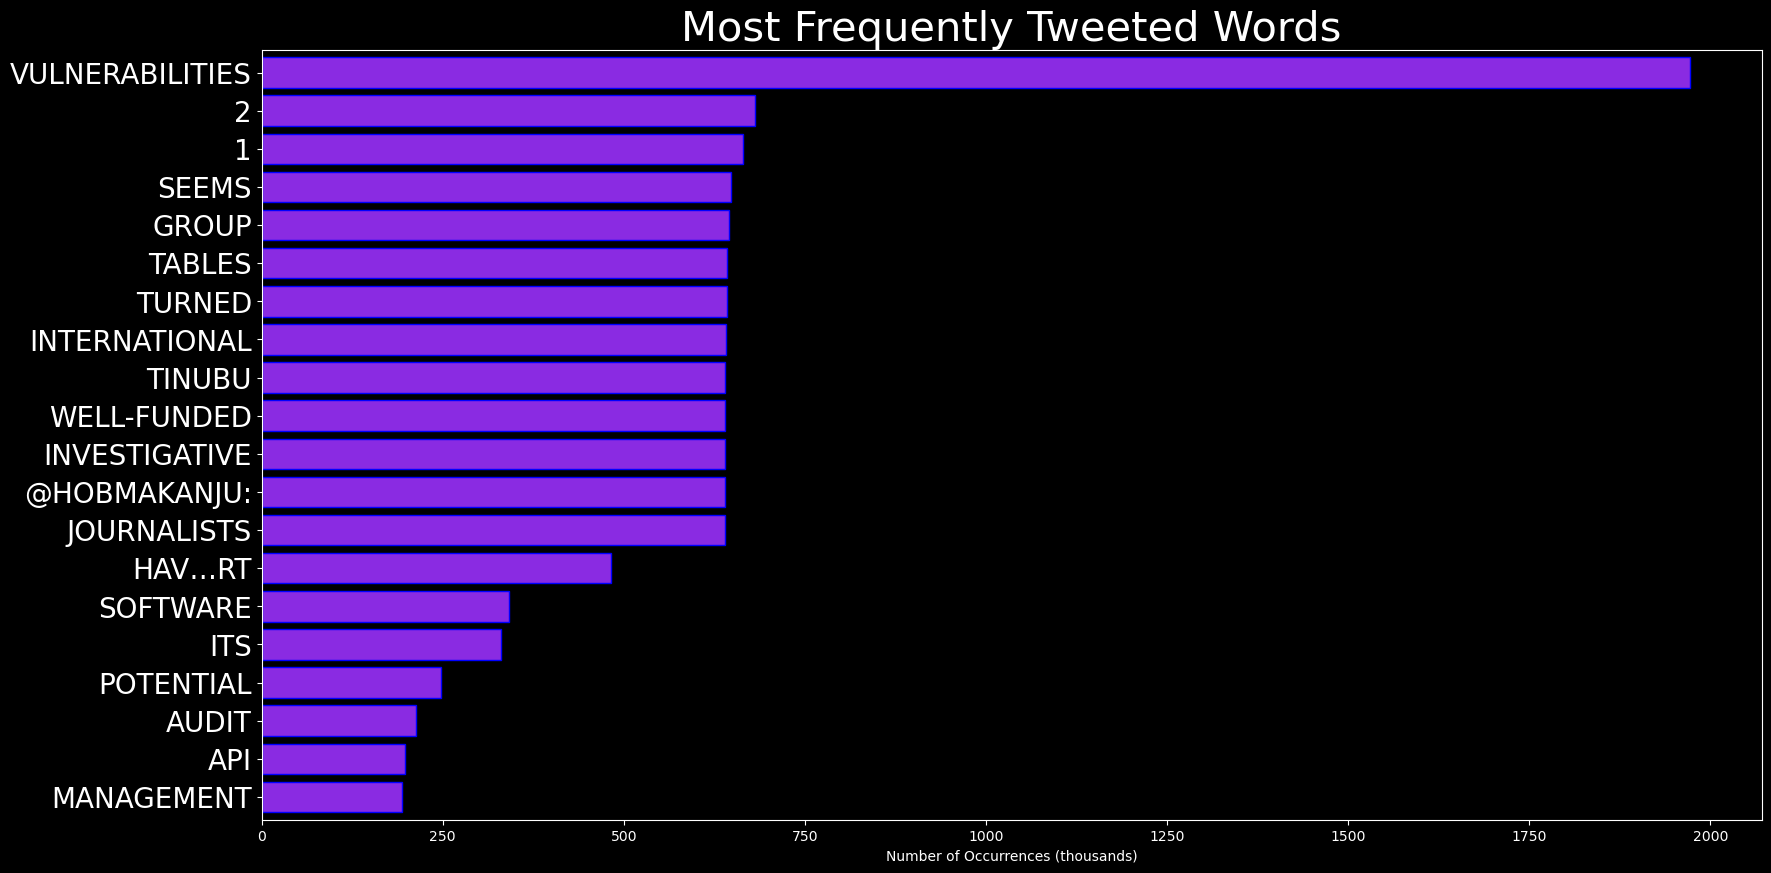 Most Frequently Tweeted Words
VULNERABILITIES
2
1
SEEMS
GROUP
TABLES
TURNED
INTERNATIONAL
TINUBU
WELL-FUNDED
INVESTIGATIVE
@HOBMAKANJU:
JOURNALISTS
HAV…RT
SOFTWARE
ITS
POTENTIAL
AUDIT
API
MANAGEMENT
0 250 500 750 1000 1250 1500 1750 2000
Number of Occurrences (thousands)